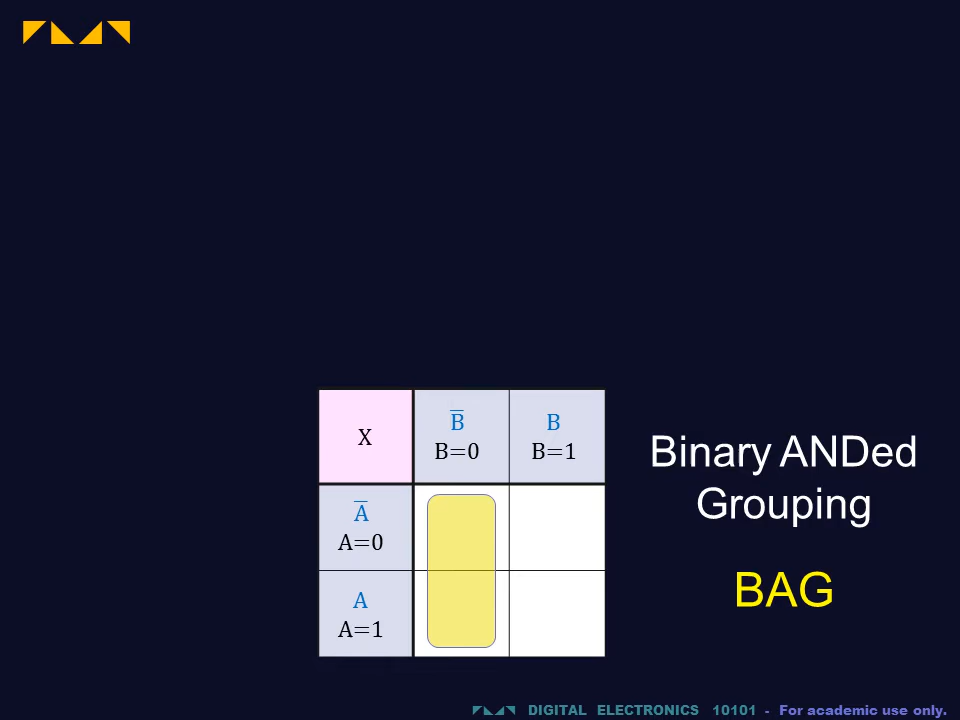 X
B̅
B=0
B
B=1
A̅
A=0
A
A=1
Binary ANDed
Grouping
BAG
DIGITAL ELECTRONICS 10101 - For academic use only.